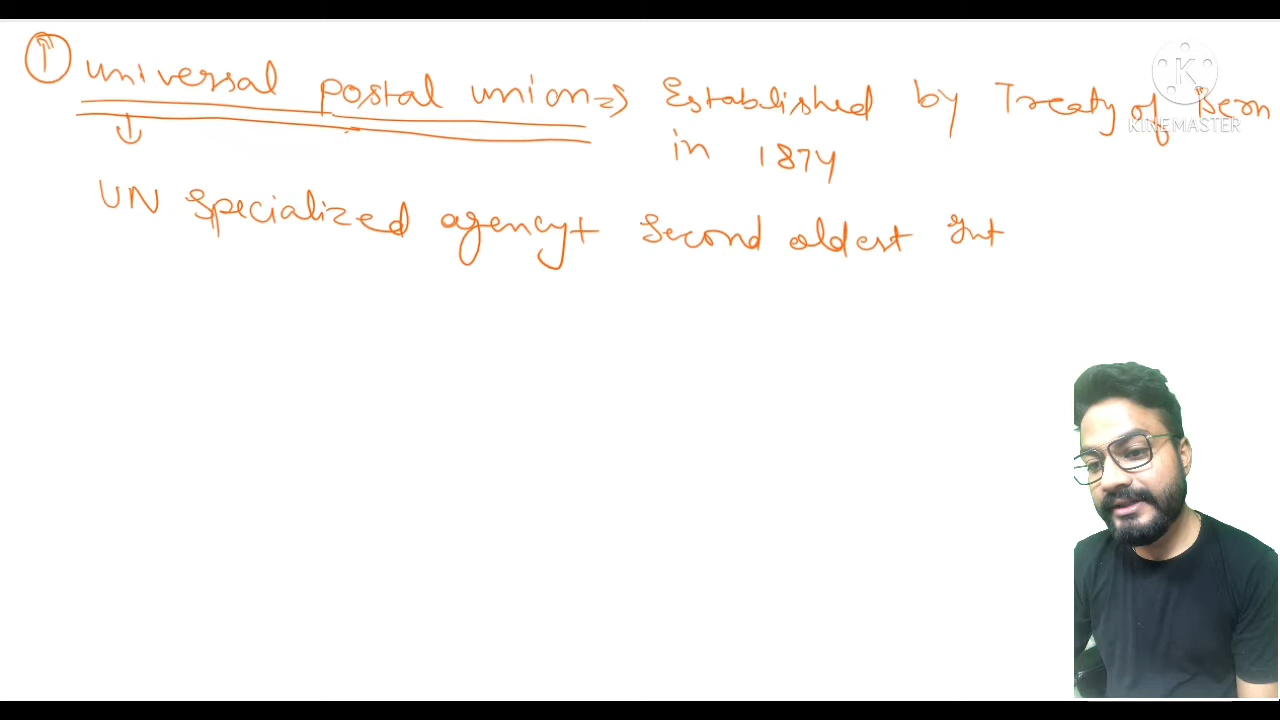 ① universal postal union => Established by Treaty of Bern
in 1874
UN Specialized agency + Second oldest Int
K
KINEMASTER